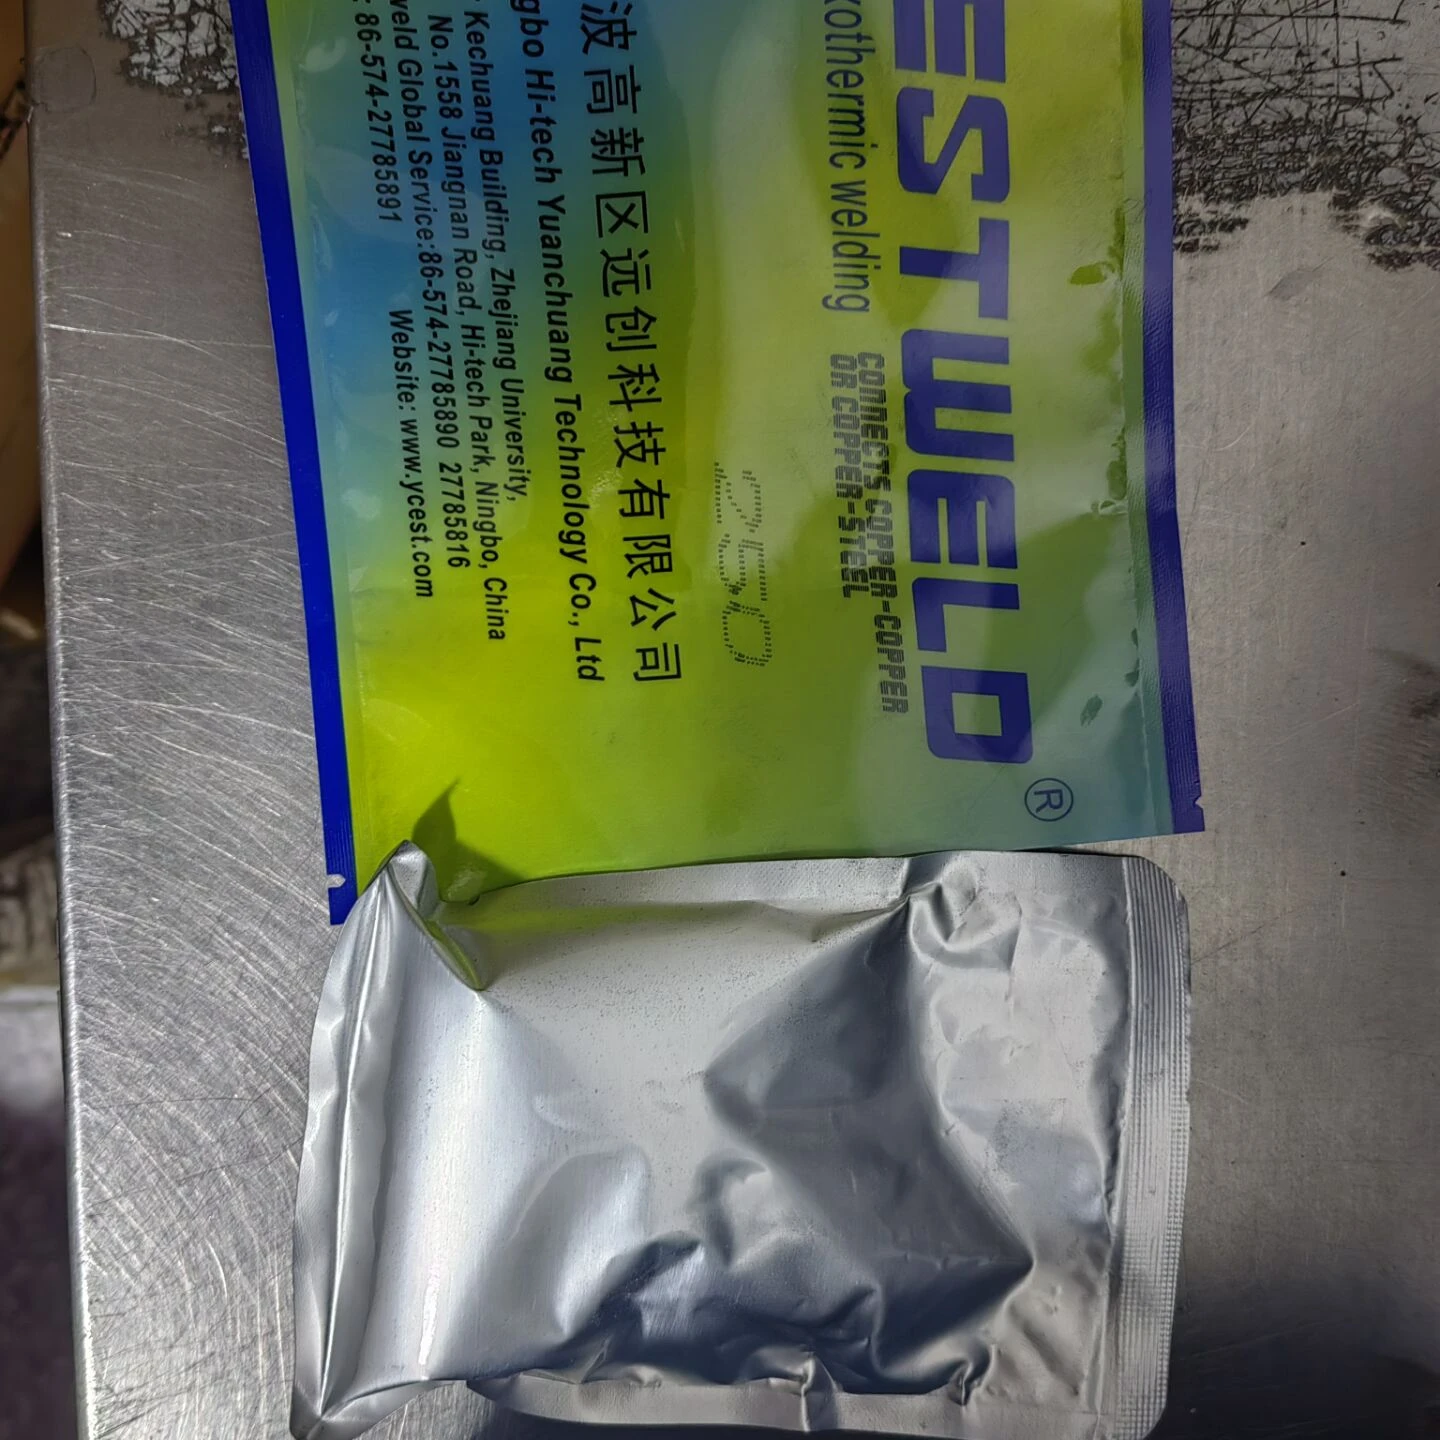 ESTWELD®
xothermic welding
CONNECTS COPPER-COPPER
OR COPPER-STEEL
250
波高新区远创科技有限公司
gbo Hi-tech Yuanchuang Technology Co., Ltd
Kechuang Building, Zhejiang University,
No.1558 Jiangnan Road, Hi-tech Park, Ningbo, China
weld Global Service:86-574-27785890 27785816
: 86-574-27785891 Website: www.ycest.com